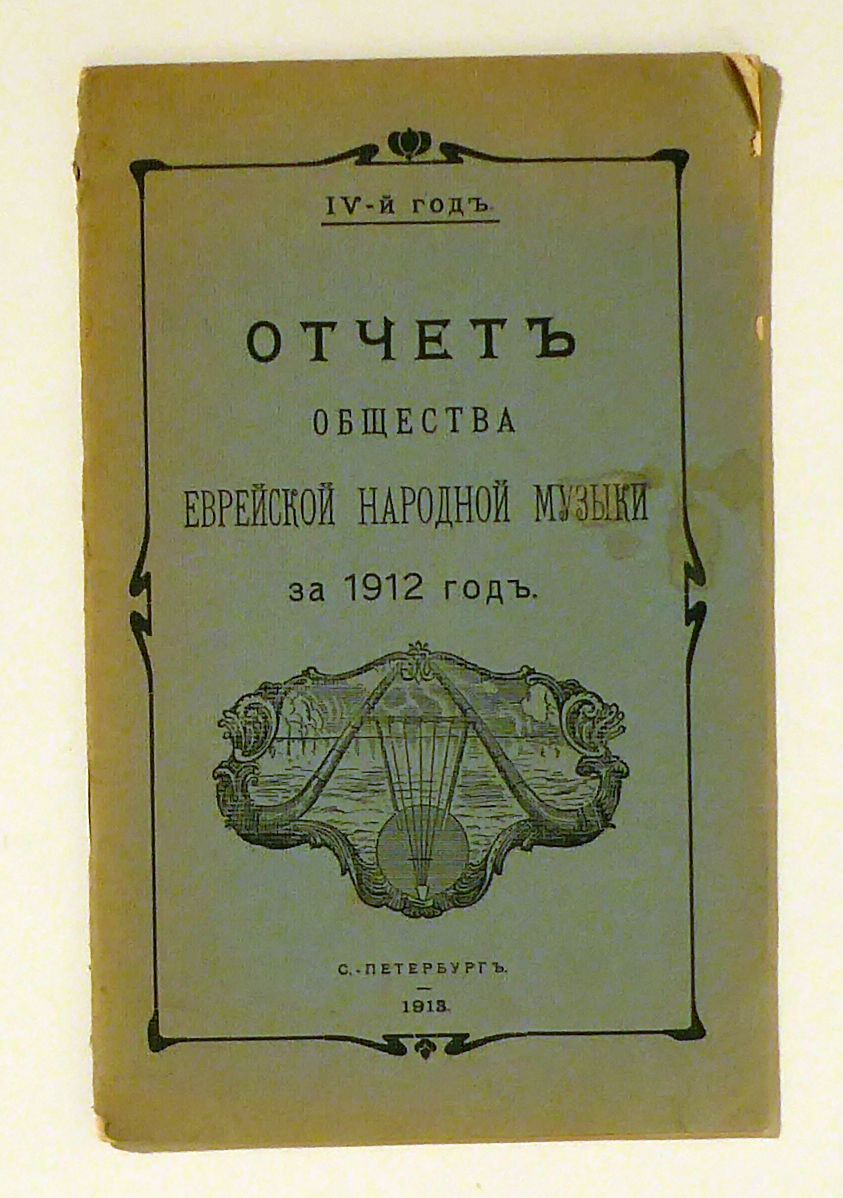 IV-й годъ.
ОТЧЕТЪ
ОБЩЕСТВА
ЕВРЕЙСКОЙ НАРОДНОЙ МУЗЫКИ
за 1912 годъ.
С.-ПЕТЕРБУРГЪ.
1913.